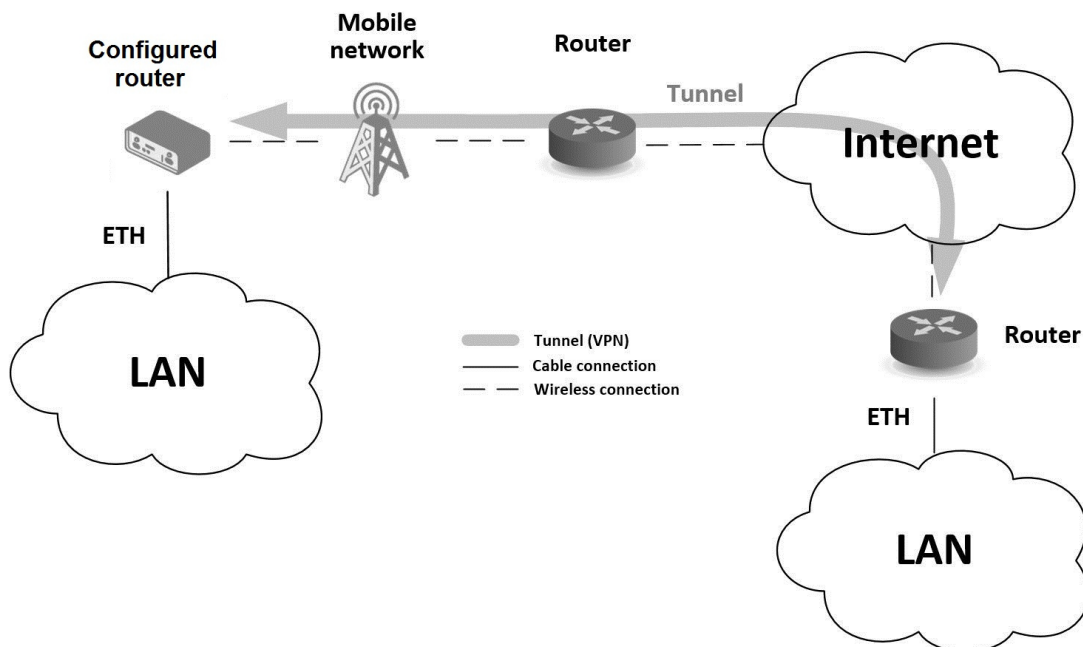 Mobile
network
Configured
router
Router
Tunnel
Internet
ETH
LAN
Tunnel (VPN)
Cable connection
Wireless connection
Router
ETH
LAN